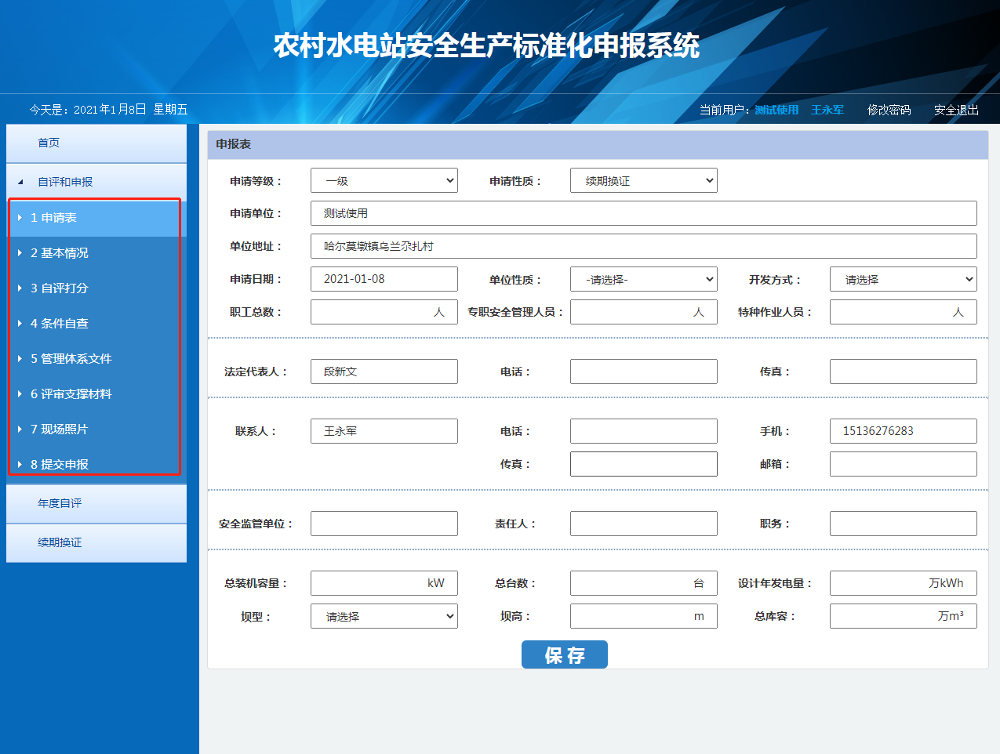 农村水电站安全生产标准化申报系统
今天是：2021年1月8日 星期五
当前用户：测试使用 王永军 修改密码 安全退出
首页
自评和申报
1 申请表
2 基本情况
3 自评打分
4 条件自查
5 管理体系文件
6 评审支撑材料
7 现场照片
8 提交申报
年度自评
续期换证
申报表
申请等级： 一级 申请性质： 续期换证
申请单位： 测试使用
单位地址： 哈尔莫墩镇乌兰尕扎村
申请日期： 2021-01-08 单位性质： -请选择- 开发方式： 请选择
职工总数： 人 专职安全管理人员： 人 特种作业人员： 人
法定代表人： 段新文 电话： 传真：
联系人： 王永军 电话： 手机： 15136276283
传真： 邮箱：
安全监管单位： 责任人： 职务：
总装机容量： kW 总台数： 台 设计年发电量： 万kWh
坝型： 请选择 坝高： m 总库容： 万m³
保 存